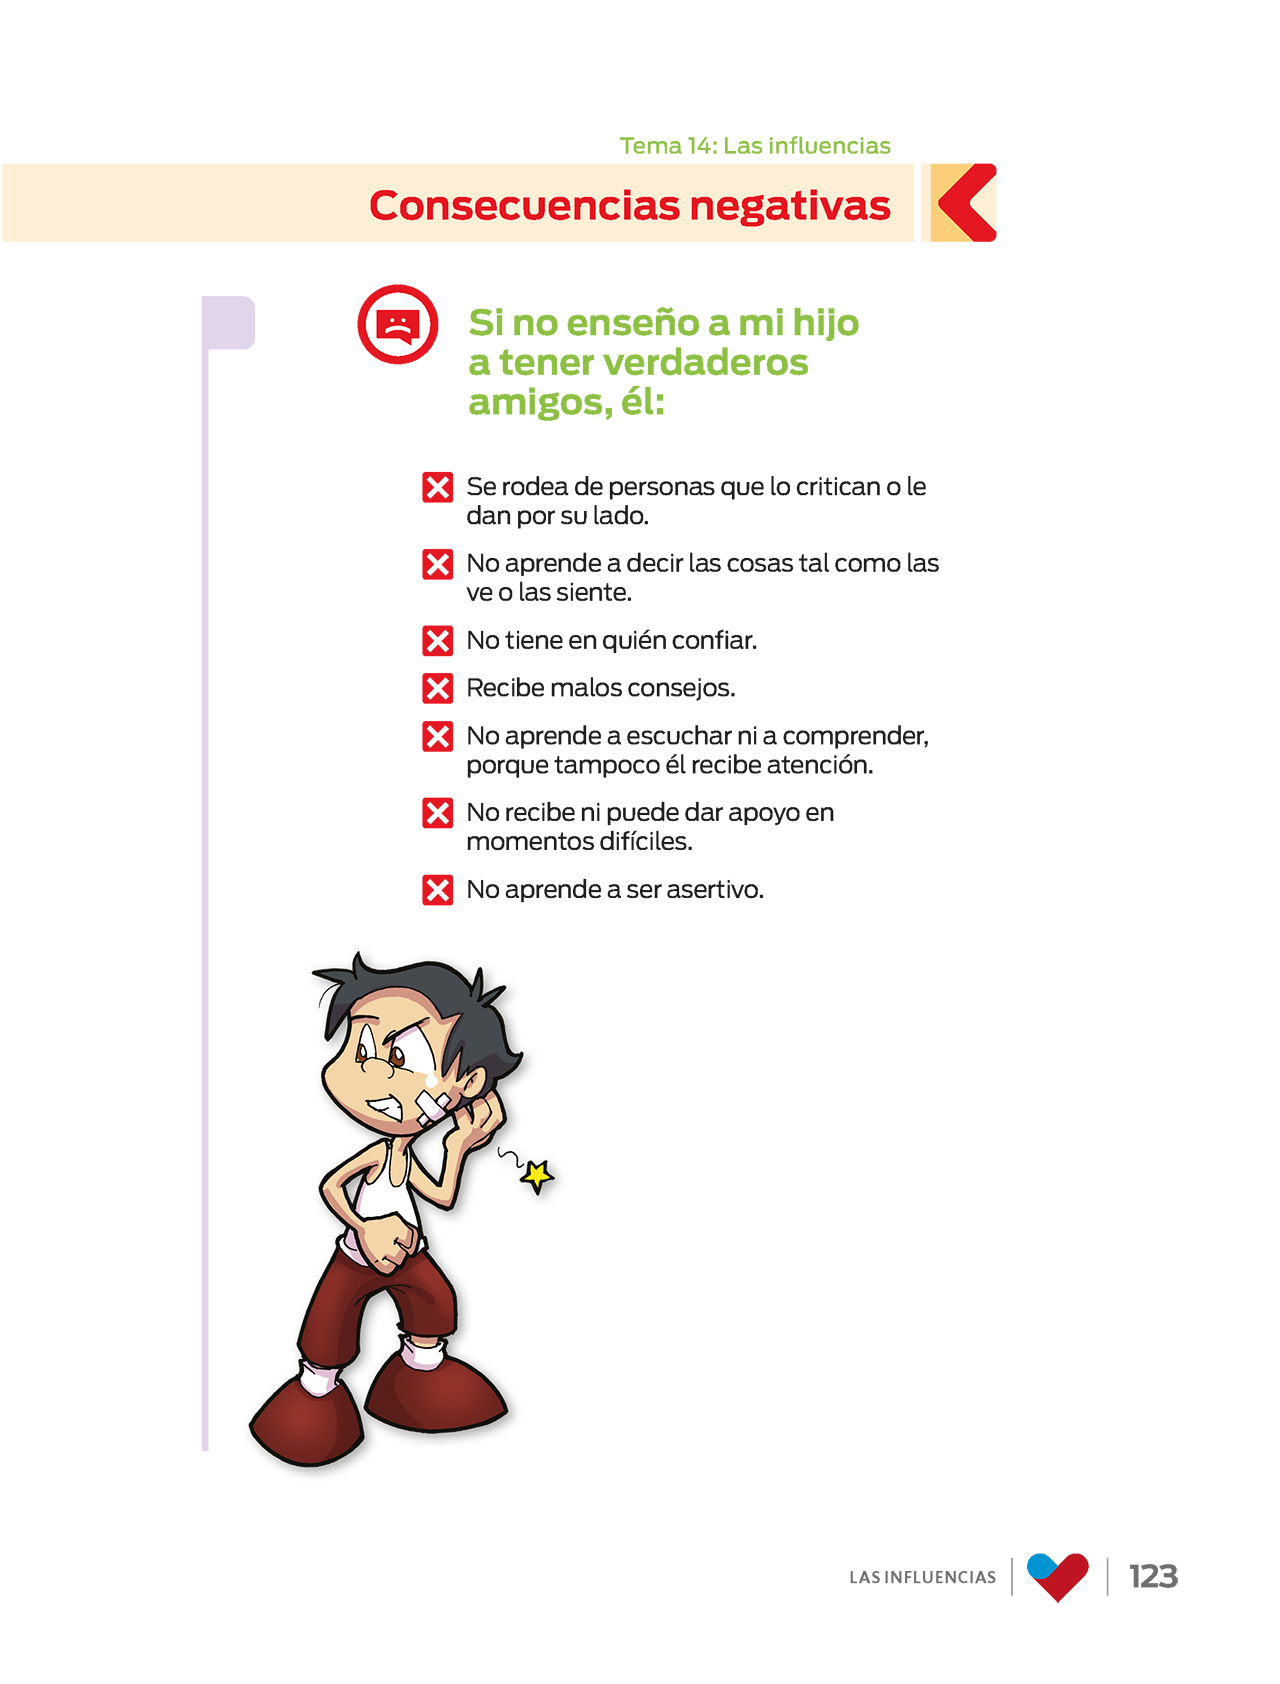 Tema 14: Las influencias
Consecuencias negativas
Si no enseño a mi hijo
a tener verdaderos
amigos, él:
Se rodea de personas que lo critican o le
dan por su lado.
No aprende a decir las cosas tal como las
ve o las siente.
No tiene en quién confiar.
Recibe malos consejos.
No aprende a escuchar ni a comprender,
porque tampoco él recibe atención.
No recibe ni puede dar apoyo en
momentos difíciles.
No aprende a ser asertivo.
LAS INFLUENCIAS
123